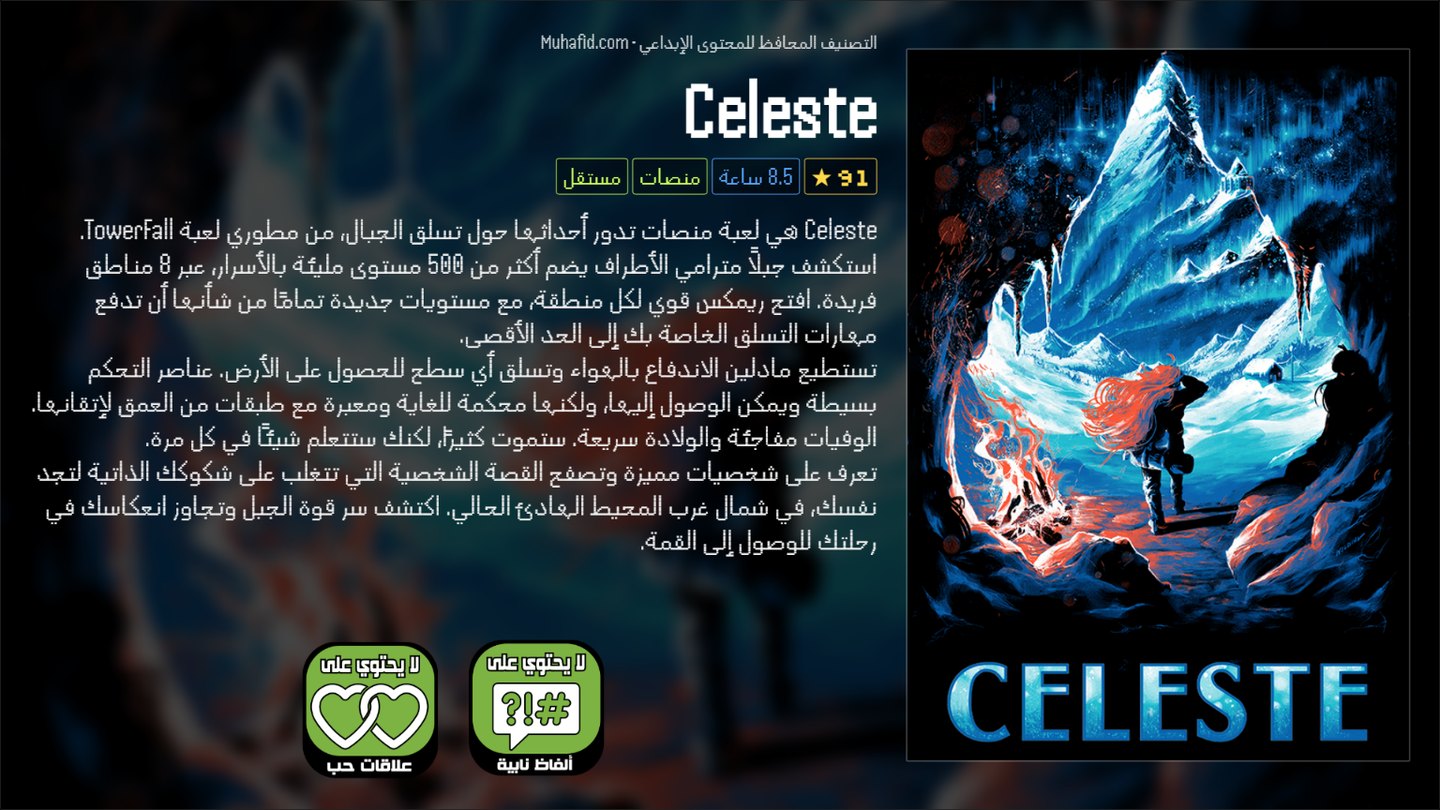 التصنيف المحافظ للمحتوى الإبداعي - Muhafid.com
Celeste
★ 91
8.5 ساعة
منصات
مستقل
Celeste هي لعبة منصات تدور أحداثها حول تسلق الجبال، من مطوري لعبة TowerFall.
استكشف جبلًا مترامي الأطراف يضم أكثر من 500 مستوى مليئة بالأسرار، عبر 8 مناطق
فريدة. افتح ريمكس قوي لكل منطقة، مع مستويات جديدة تمامًا من شأنها أن تدفع
مهارات التسلق الخاصة بك إلى الحد الأقصى.
تستطيع مادلين الاندفاع بالهواء وتسلق أي سطح للحصول على الأرض. عناصر التحكم
بسيطة ويمكن الوصول إليها، ولكنها محكمة للغاية ومعبرة مع طبقات من العمق لإتقانها.
الوفيات مفاجئة والولادة سريعة. ستموت كثيرًا، لكنك ستتعلم شيئًا في كل مرة.
تعرف على شخصيات مميزة وتصفح القصة الشخصية التي تتغلب على شكوكك الذاتية لتجد
نفسك، في شمال غرب المحيط الهادئ الحالي. اكتشف سر قوة الجبل وتجاوز انعكاسك في
رحلتك للوصول إلى القمة.
لا يحتوي على
#!?
ألفاظ نابية
لا يحتوي على
علاقات حب
CELESTE